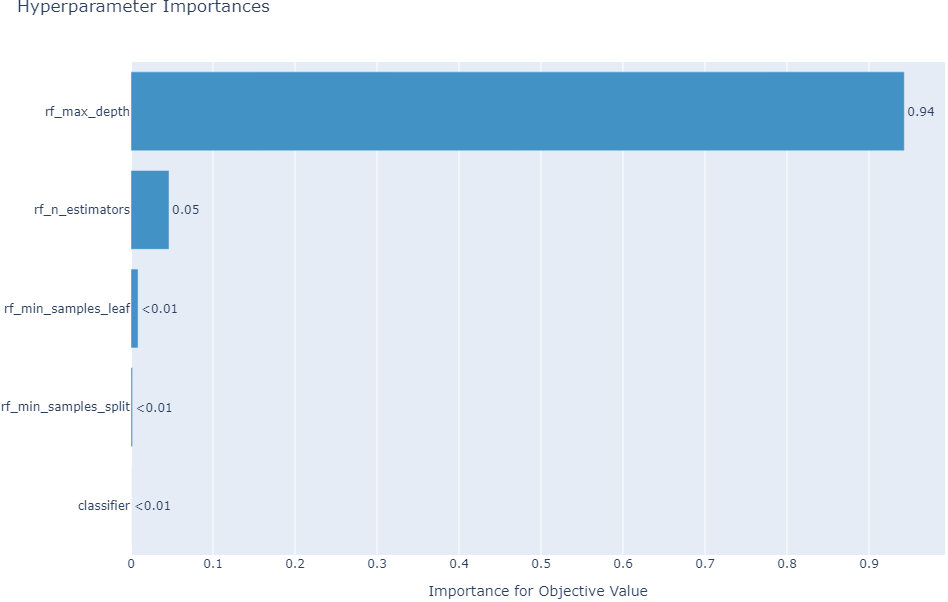 Hyperparameter Importances
rf_max_depth
0.94
rf_n_estimators
0.05
rf_min_samples_leaf
<0.01
rf_min_samples_split
<0.01
classifier
<0.01
0 0.1 0.2 0.3 0.4 0.5 0.6 0.7 0.8 0.9
Importance for Objective Value